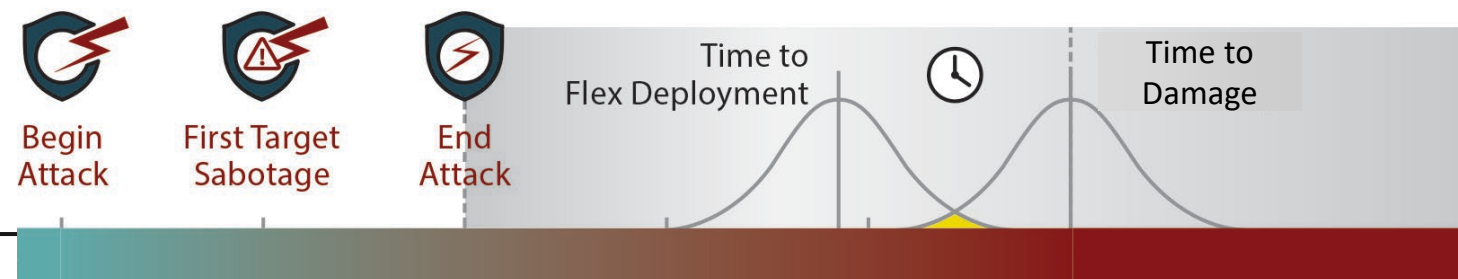 Begin
Attack
First Target
Sabotage
End
Attack
Time to
Flex Deployment
Time to
Damage